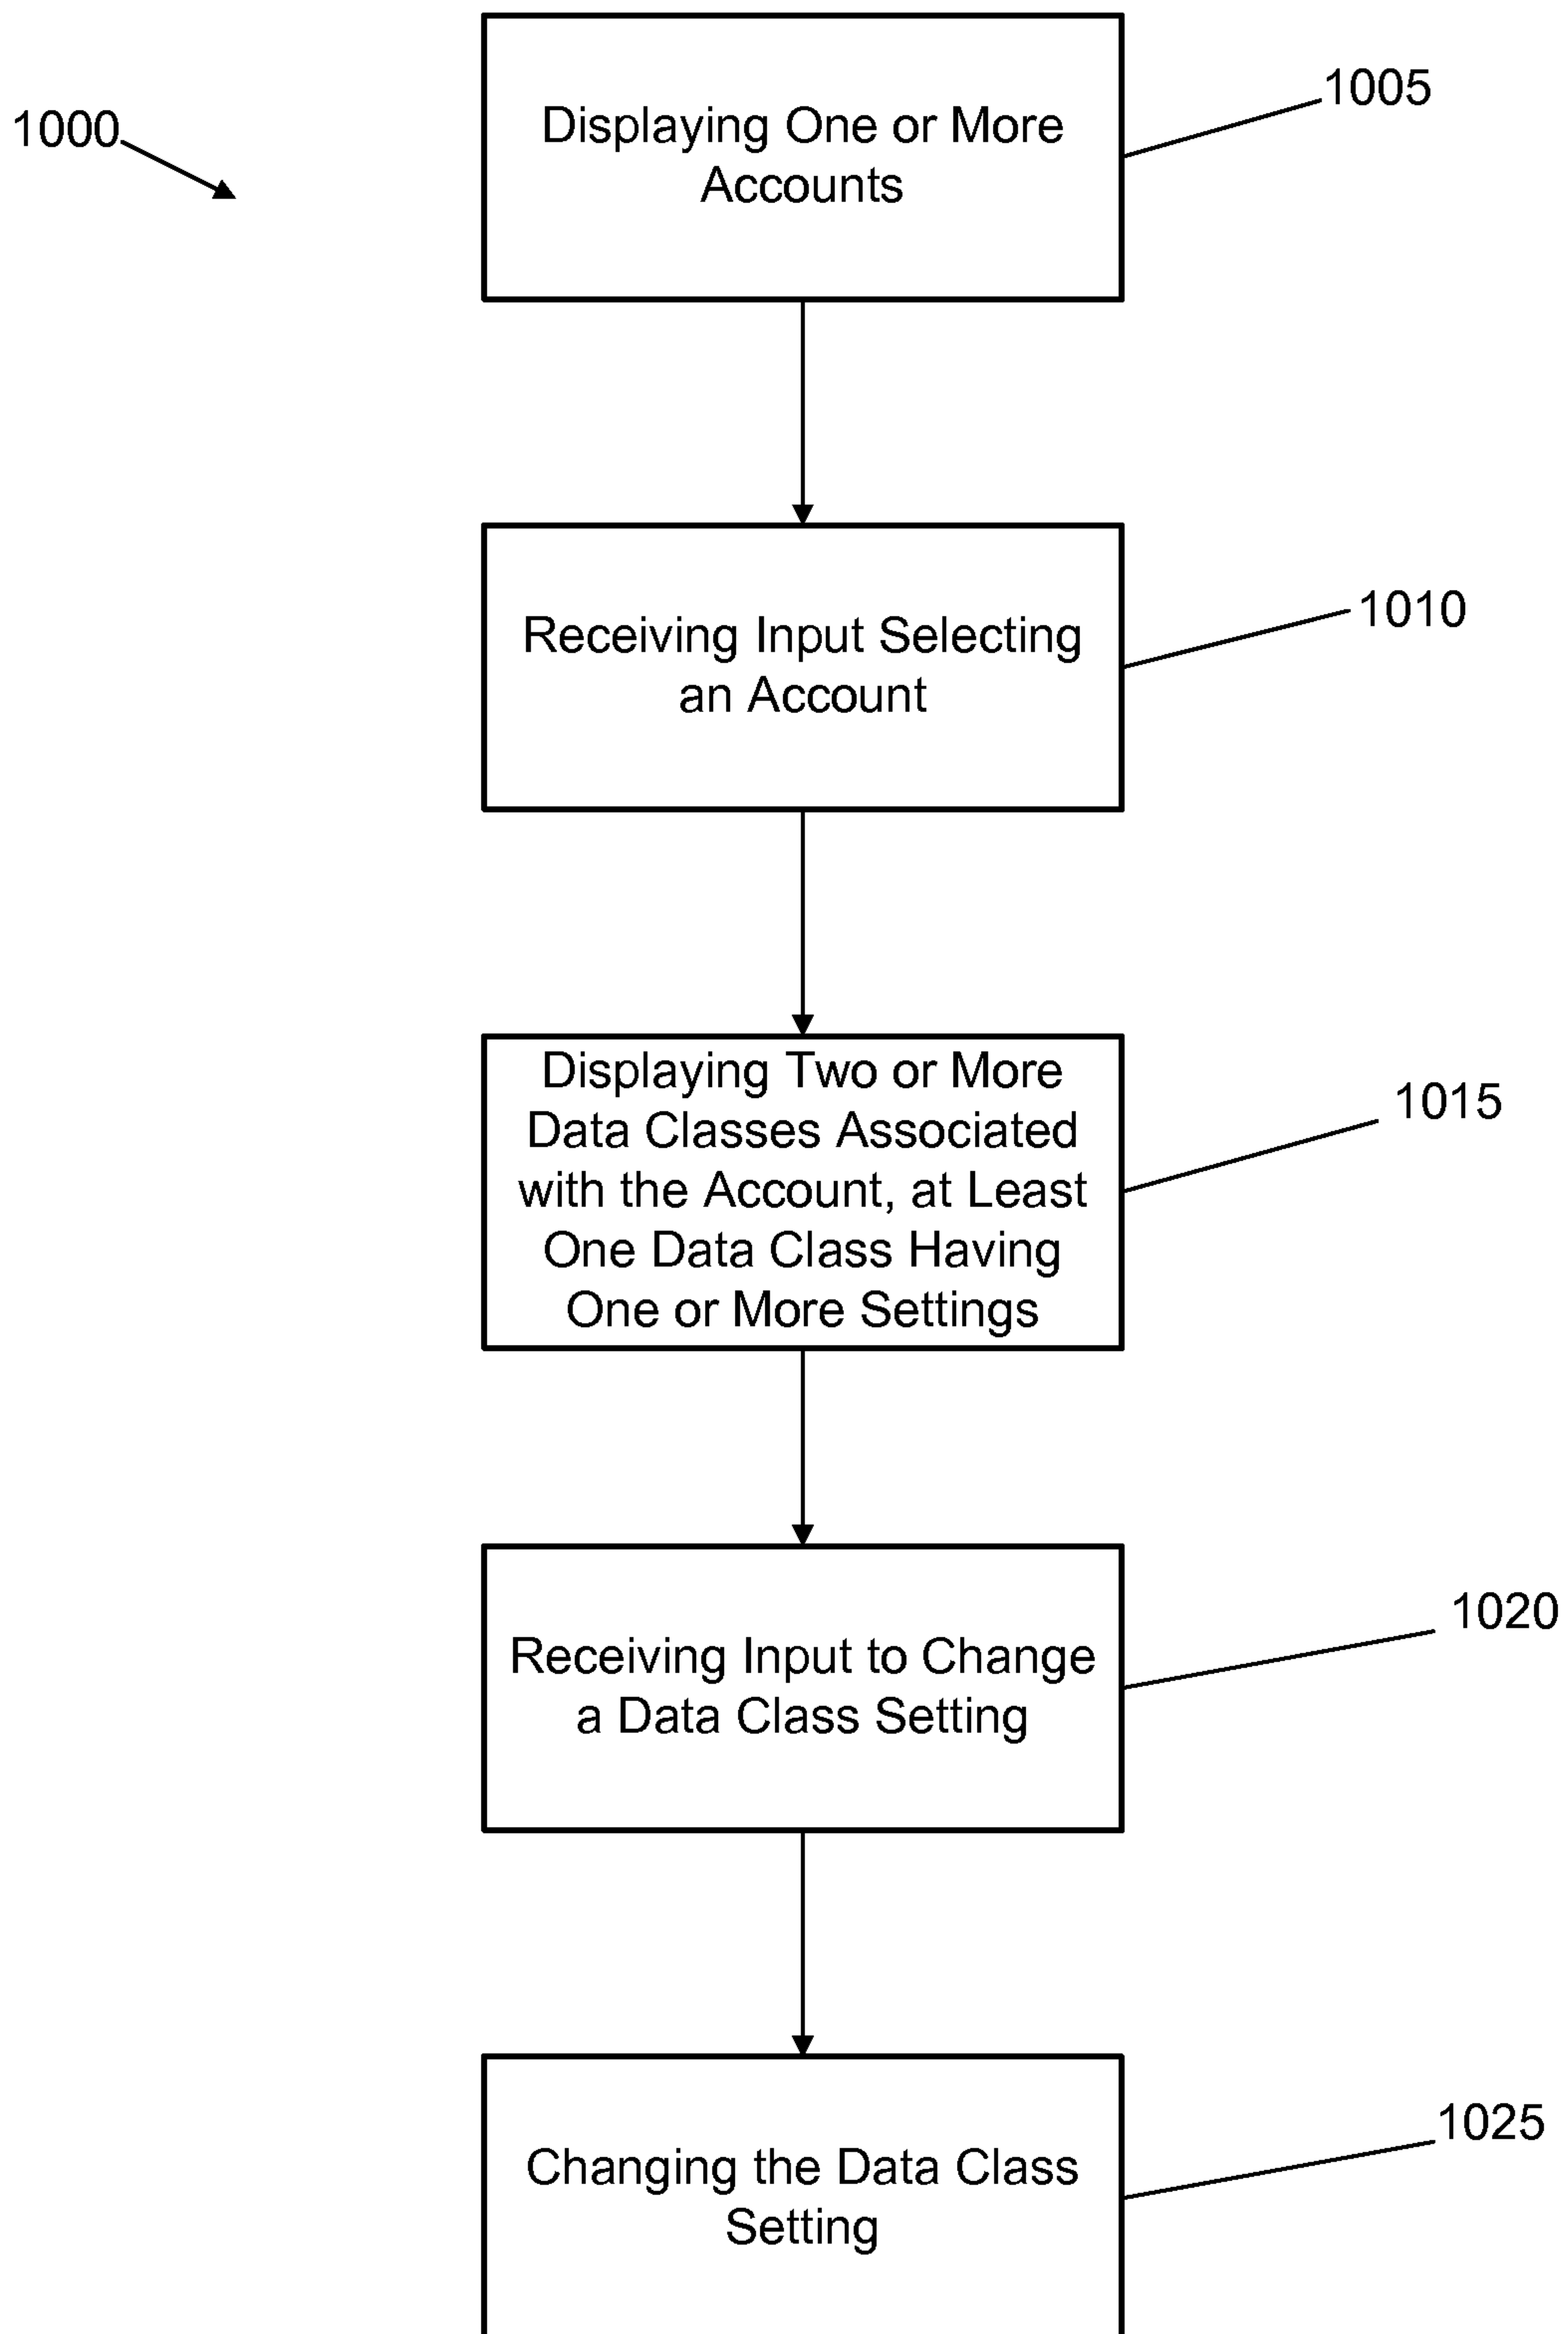 1000
Displaying One or More
Accounts
1005
Receiving Input Selecting
an Account
1010
Displaying Two or More
Data Classes Associated
with the Account, at Least
One Data Class Having
One or More Settings
1015
Receiving Input to Change
a Data Class Setting
1020
Changing the Data Class
Setting
1025